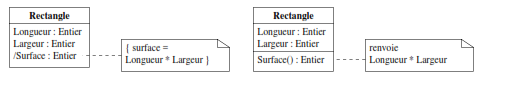 Rectangle
Longueur : Entier
Largeur : Entier
/Surface : Entier
{ surface =
Longueur * Largeur }
Rectangle
Longueur : Entier
Largeur : Entier
Surface() : Entier
renvoie
Longueur * Largeur